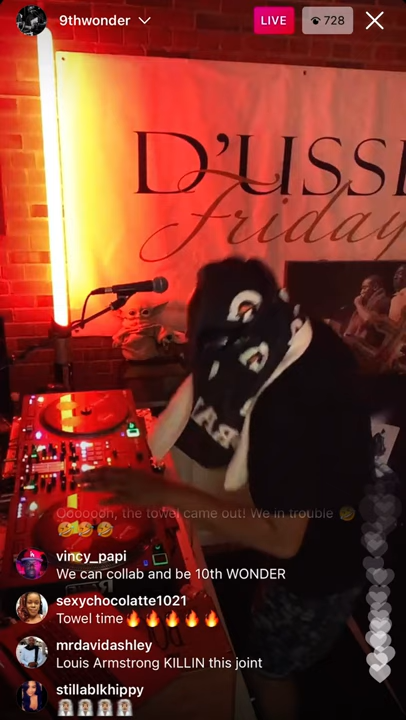 9thwonder
LIVE
728
D'USSE
Friday
Oooooh, the towel came out! We in trouble
vincy_papi
We can collab and be 10th WONDER
sexychocolatte1021
Towel time🔥🔥🔥🔥🔥
mrdavidashley
Louis Armstrong KILLIN this joint
stillablkhippy